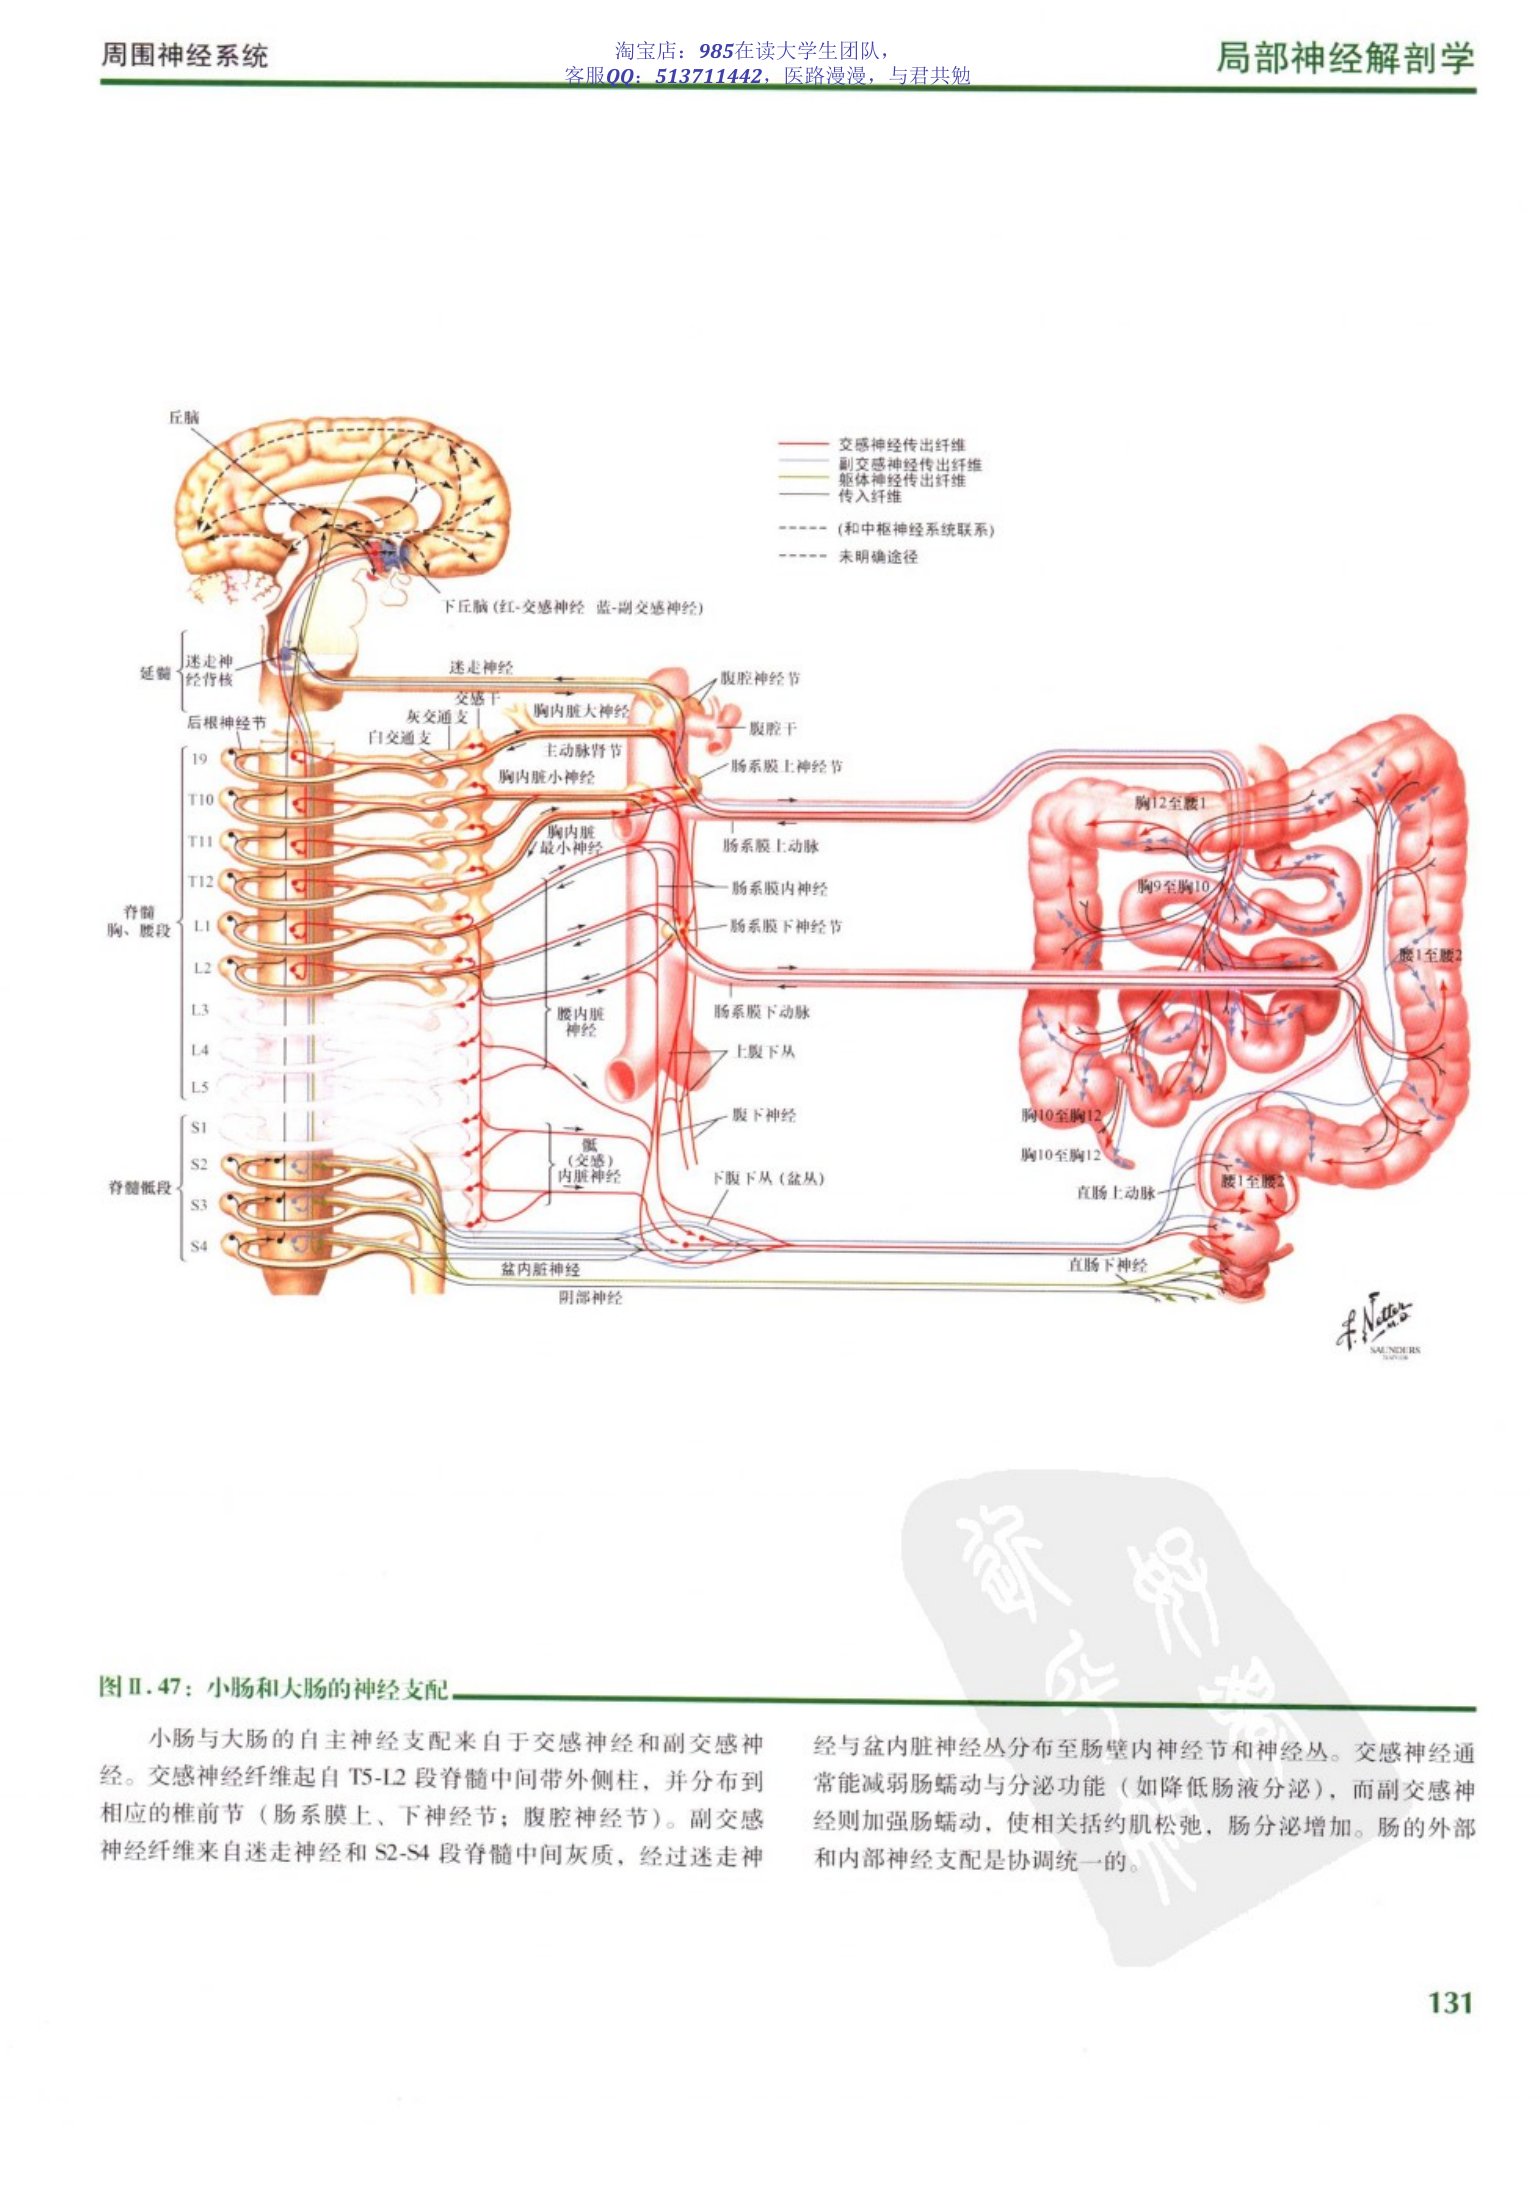 周围神经系统
淘宝店：985在读大学生团队，
客服QQ：513711442，医路漫漫，与君共勉
局部神经解剖学
丘脑
交感神经传出纤维
副交感神经传出纤维
躯体神经传出纤维
传入纤维
(和中枢神经系统联系)
未明确途径
下丘脑 (红-交感神经 蓝-副交感神经)
延髓
迷走神
经背核
迷走神经
腹腔神经节
交感干
灰交通支
白交通支
后根神经节
胸内脏大神经
腹腔干
主动脉肾节
胸内脏小神经
肠系膜上神经节
T9
T10
T11
T12
L1
L2
L3
L4
L5
S1
S2
S3
S4
脊髓
胸、腰段
脊髓骶段
胸内脏
最小神经
肠系膜上动脉
肠系膜内神经
肠系膜下神经节
腰内脏
神经
肠系膜下动脉
上腹下丛
腹下神经
骶
(交感)
内脏神经
下腹下丛 (盆丛)
盆内脏神经
阴部神经
胸12至腰1
胸9至胸10
腰1至腰2
胸10至胸12
胸10至胸12
直肠上动脉
腰1至腰2
直肠下神经
F. Netter
M.D.
SAUNDERS
图 II . 47：小肠和大肠的神经支配
小肠与大肠的自主神经支配来自于交感神经和副交感神
经。交感神经纤维起自 T5-L2 段脊髓中间带外侧柱，并分布到
相应的椎前节（肠系膜上、下神经节；腹腔神经节）。副交感
神经纤维来自迷走神经和 S2-S4 段脊髓中间灰质，经过迷走神
经与盆内脏神经丛分布至肠壁内神经节和神经丛。交感神经通
常能减弱肠蠕动与分泌功能（如降低肠液分泌），而副交感神
经则加强肠蠕动，使相关括约肌松弛，肠分泌增加。肠的外部
和内部神经支配是协调统一的。
131